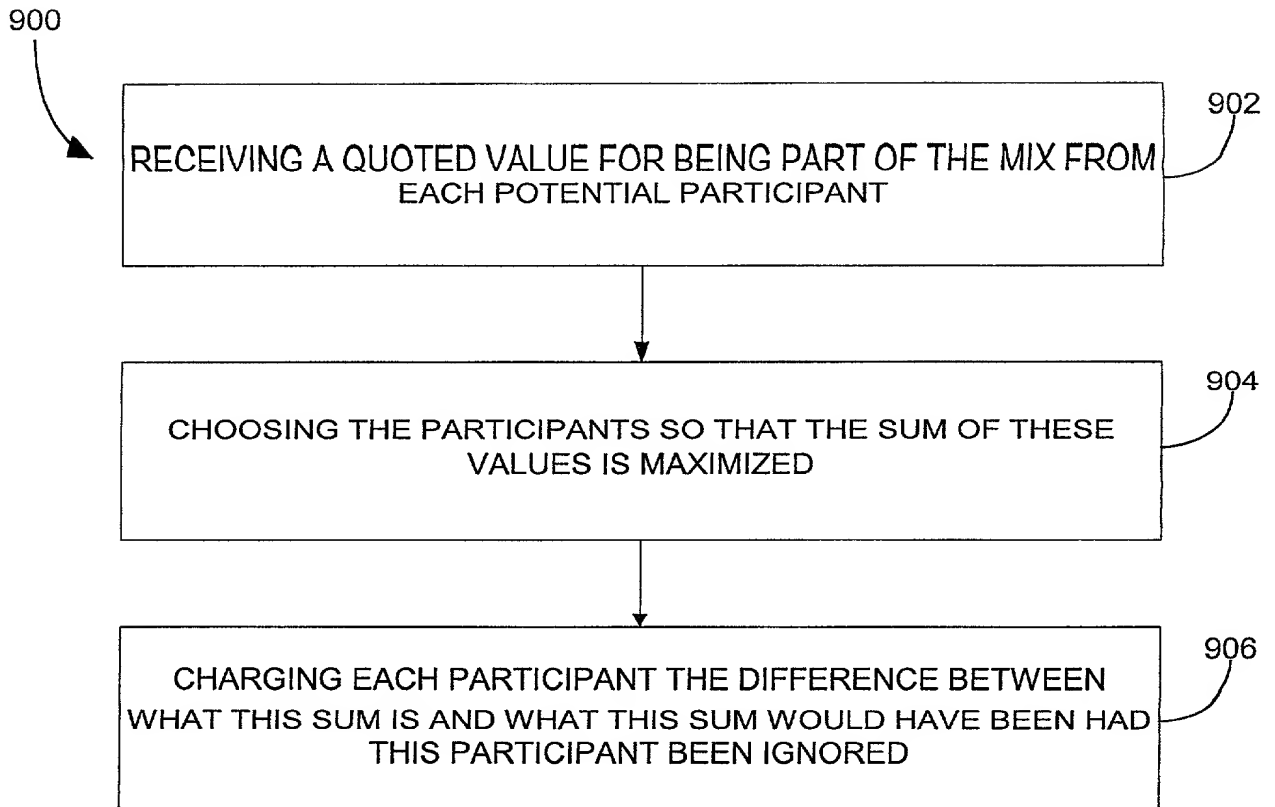 900
902
RECEIVING A QUOTED VALUE FOR BEING PART OF THE MIX FROM
EACH POTENTIAL PARTICIPANT
904
CHOOSING THE PARTICIPANTS SO THAT THE SUM OF THESE
VALUES IS MAXIMIZED
906
CHARGING EACH PARTICIPANT THE DIFFERENCE BETWEEN
WHAT THIS SUM IS AND WHAT THIS SUM WOULD HAVE BEEN HAD
THIS PARTICIPANT BEEN IGNORED